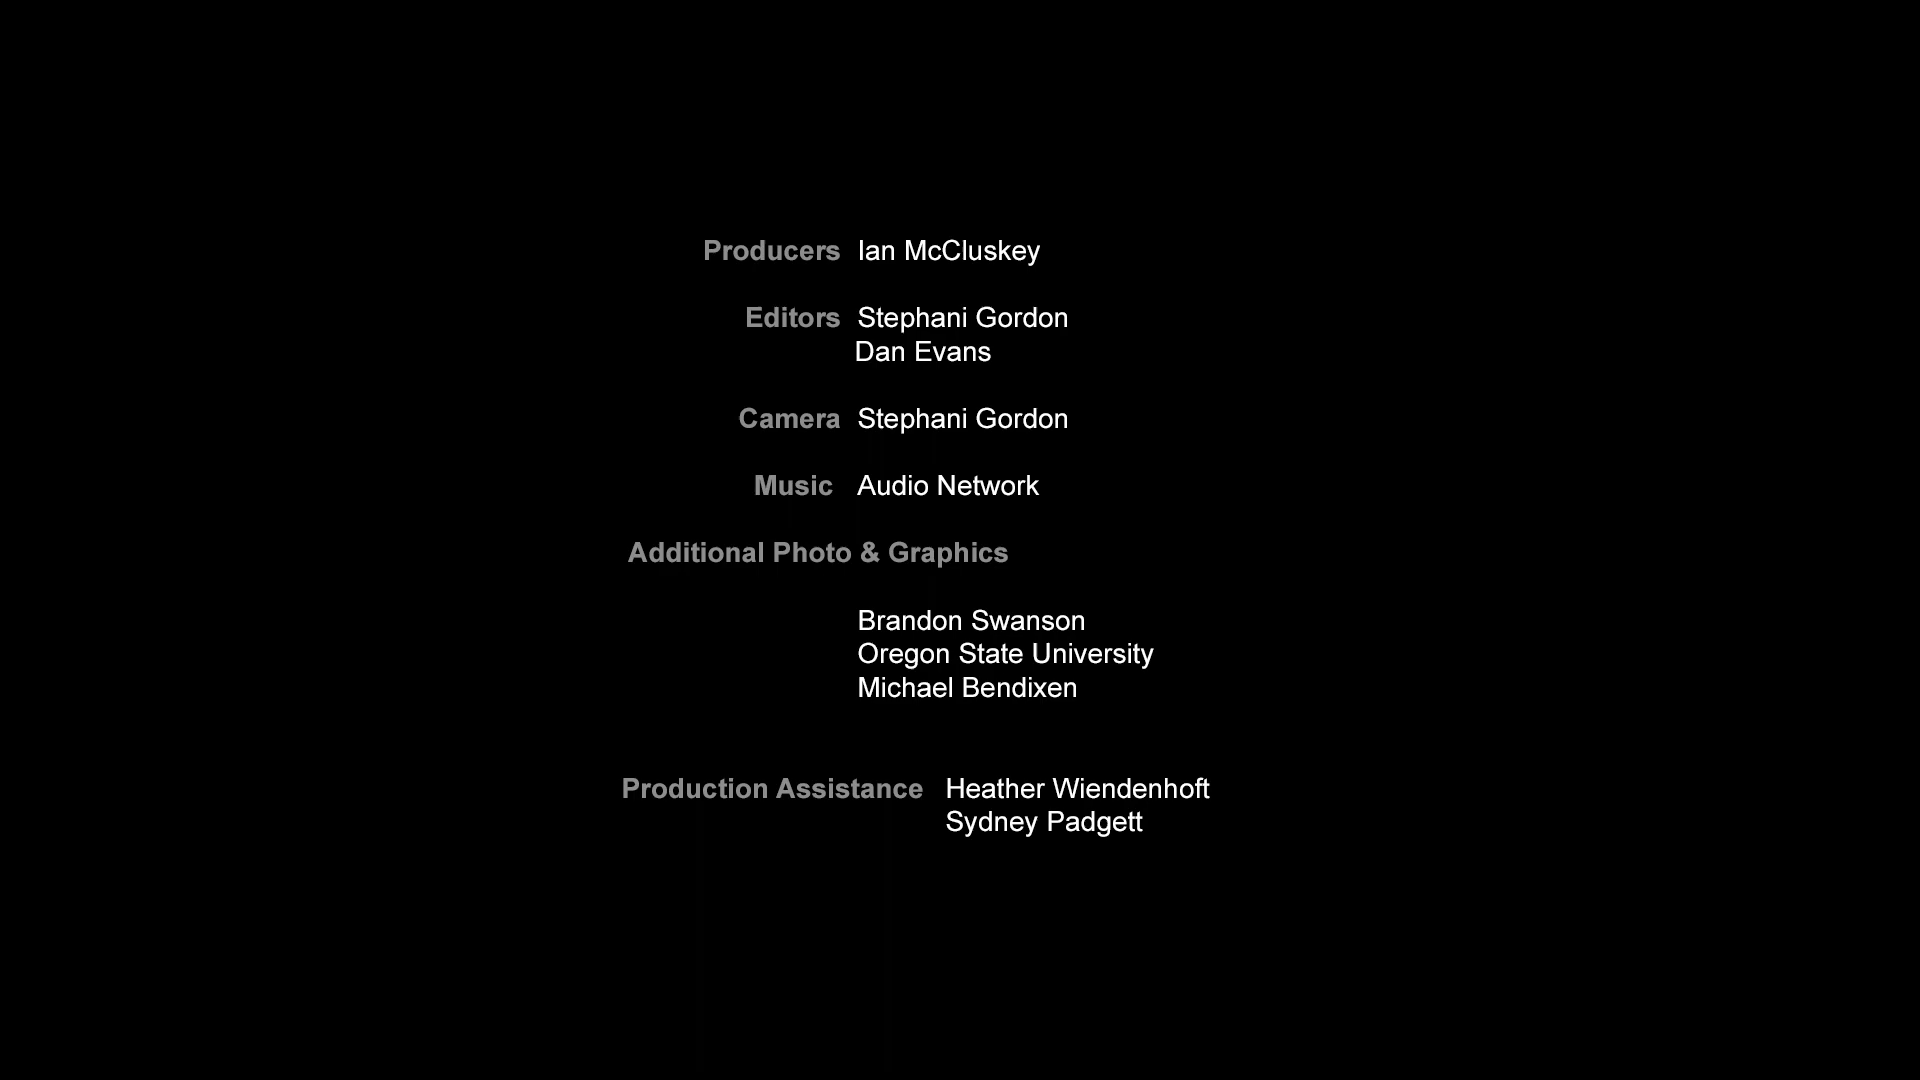 Producers Ian McCluskey
Editors Stephani Gordon
Dan Evans
Camera Stephani Gordon
Music Audio Network
Additional Photo & Graphics
Brandon Swanson
Oregon State University
Michael Bendixen
Production Assistance Heather Wiendenhoft
Sydney Padgett